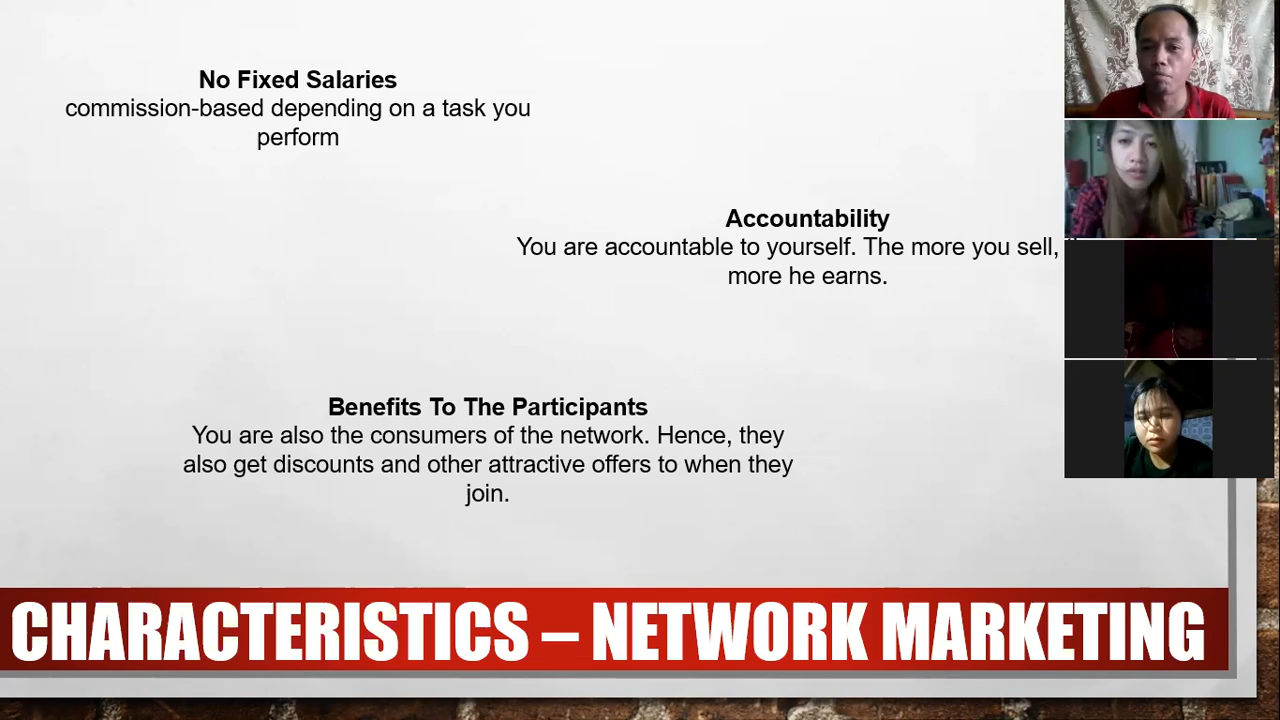 No Fixed Salaries
commission-based depending on a task you
perform
Accountability
You are accountable to yourself. The more you sell,
more he earns.
Benefits To The Participants
You are also the consumers of the network. Hence, they
also get discounts and other attractive offers to when they
join.
CHARACTERISTICS – NETWORK MARKETING